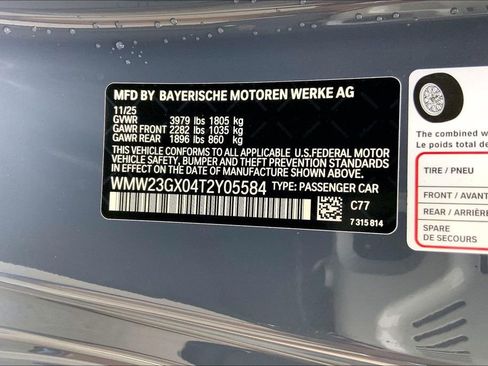 MFD BY BAYERISCHE MOTOREN WERKE AG
11/25
GVWR 3979 lbs 1805 kg
GAWR FRONT 2282 lbs 1035 kg
GAWR REAR 1896 lbs 860 kg
THIS VEHICLE CONFORMS TO ALL APPLICABLE U.S.FEDERAL MOTOR
VEHICLE SAFETY, BUMPER AND THEFT PREVENTION STANDARDS
IN EFFECT ON THE DATE OF MANUFACTURE SHOWN ABOVE.
WMW23GX04T2Y05584 TYPE: PASSENGER CAR
C77
7 315 814
The combined w
Le poids total d
TIRE / PNEU
FRONT / AVANT
REAR / ARRIÈRE
SPARE
DE SECOURS